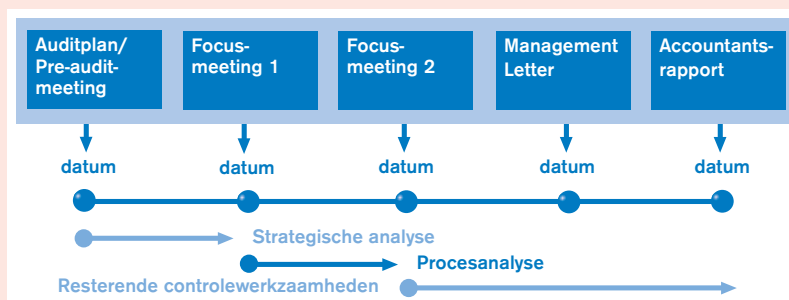 Auditplan/
Pre-audit-
meeting
Focus-
meeting 1
Focus-
meeting 2
Management
Letter
Accountants-
rapport
datum
datum
datum
datum
datum
Strategische analyse
Procesanalyse
Resterende controlewerkzaamheden